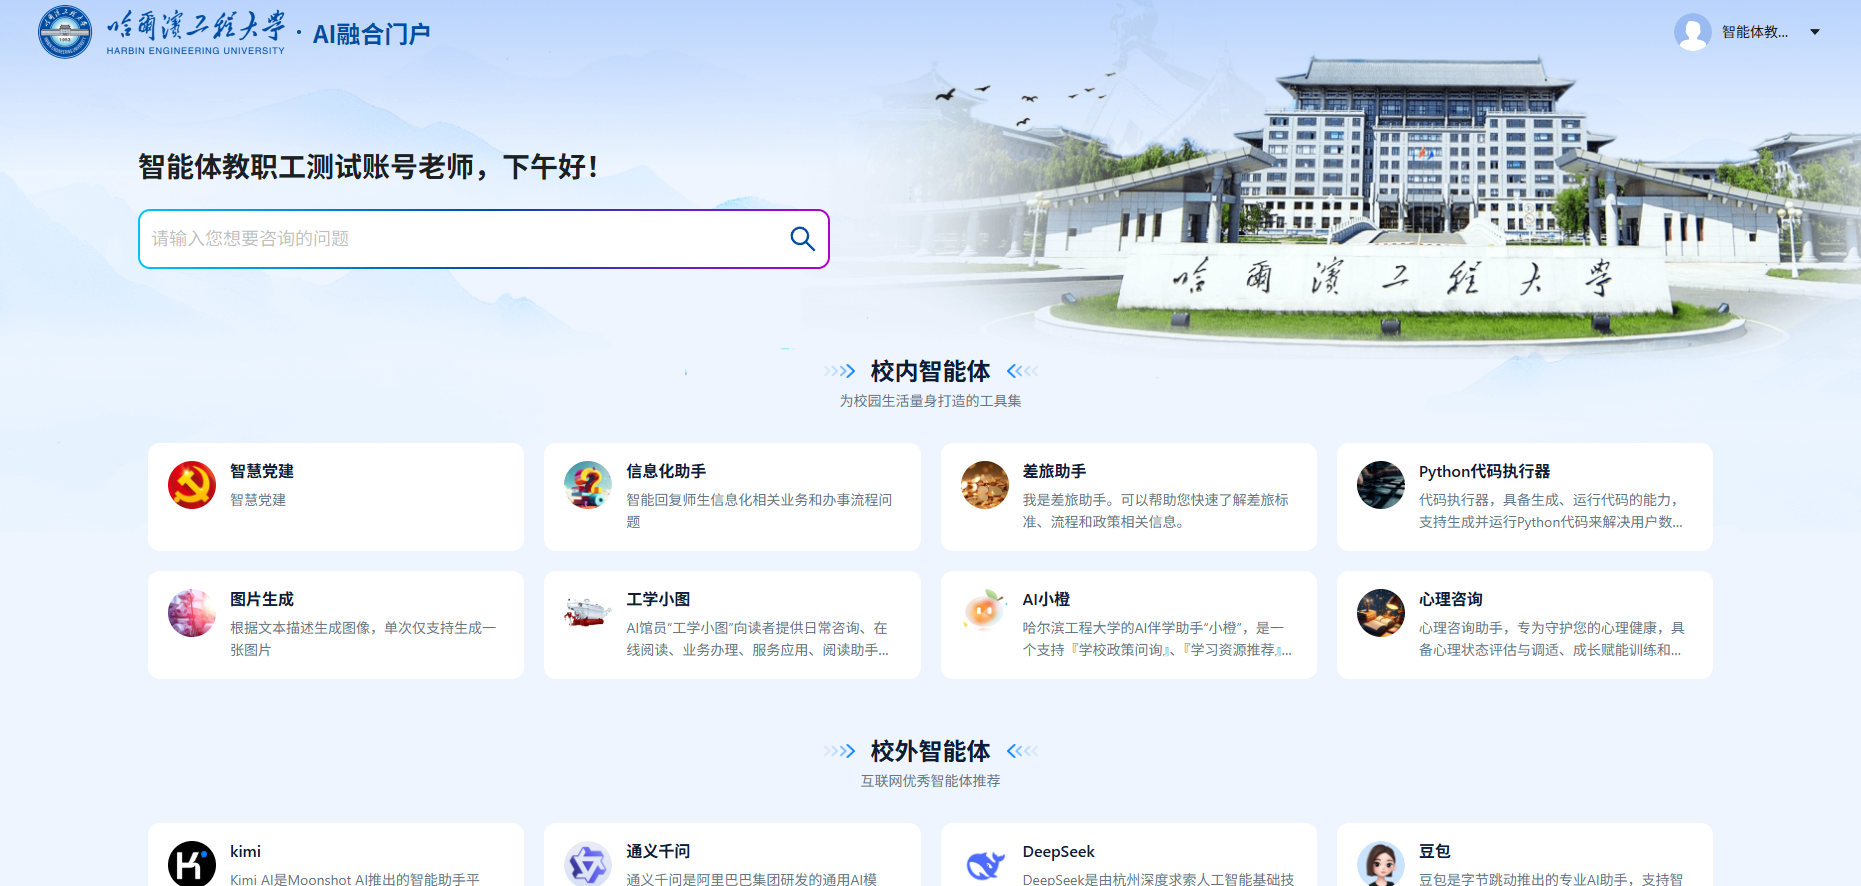 哈尔滨工程大学
HARBIN ENGINEERING UNIVERSITY
· AI融合门户
智能体教...
智能体教职工测试账号老师，下午好！
请输入您想要咨询的问题
哈尔滨工程大学
校内智能体
为校园生活量身打造的工具集
智慧党建
智慧党建
信息化助手
智能回复师生信息化相关业务和办事流程问
题
差旅助手
我是差旅助手。可以帮助您快速了解差旅标
准、流程和政策相关信息。
Python代码执行器
代码执行器，具备生成、运行代码的能力，
支持生成并运行Python代码来解决用户数...
图片生成
根据文本描述生成图像，单次仅支持生成一
张图片
工学小图
AI馆员“工学小图”向读者提供日常咨询、在
线阅读、业务办理、服务应用、阅读助手...
AI小橙
哈尔滨工程大学的AI伴学助手“小橙”，是一
个支持『学校政策问询』、『学习资源推荐』...
心理咨询
心理咨询助手，专为守护您的心理健康，具
备心理状态评估与调适、成长赋能训练和...
校外智能体
互联网优秀智能体推荐
kimi
Kimi AI是Moonshot AI推出的智能助手平
通义千问
通义千问是阿里巴巴集团研发的通用AI模
DeepSeek
DeepSeek是由杭州深度求索人工智能基础技
豆包
豆包是字节跳动推出的专业AI助手，支持智